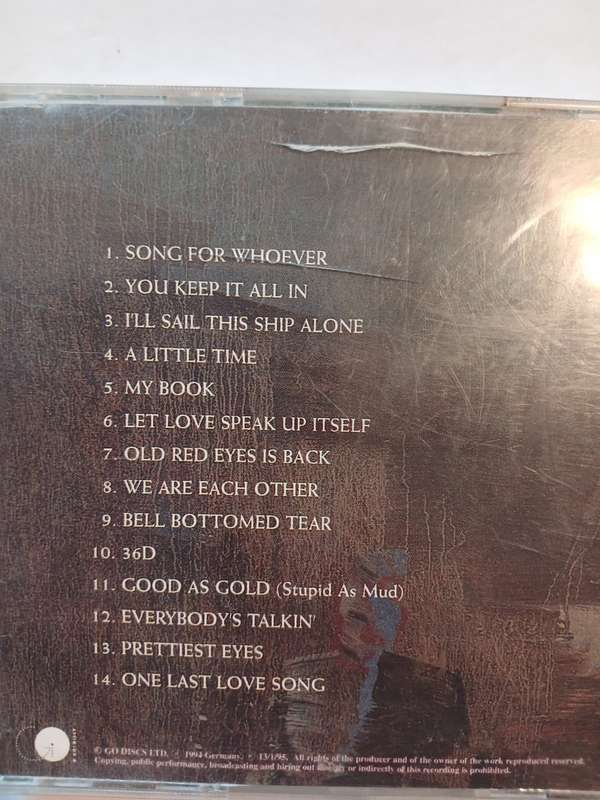 1. SONG FOR WHOEVER
2. YOU KEEP IT ALL IN
3. I'LL SAIL THIS SHIP ALONE
4. A LITTLE TIME
5. MY BOOK
6. LET LOVE SPEAK UP ITSELF
7. OLD RED EYES IS BACK
8. WE ARE EACH OTHER
9. BELL BOTTOMED TEAR
10. 36D
11. GOOD AS GOLD (Stupid As Mud)
12. EVERYBODY'S TALKIN'
13. PRETTIEST EYES
14. ONE LAST LOVE SONG
© GO DISCS LTD. · 1994 Germany. · 13/1/95. All rights of the producer and of the owner of the work reproduced reserved.
Copying, public performance, broadcasting and hiring out or indirectly of this recording is prohibited.